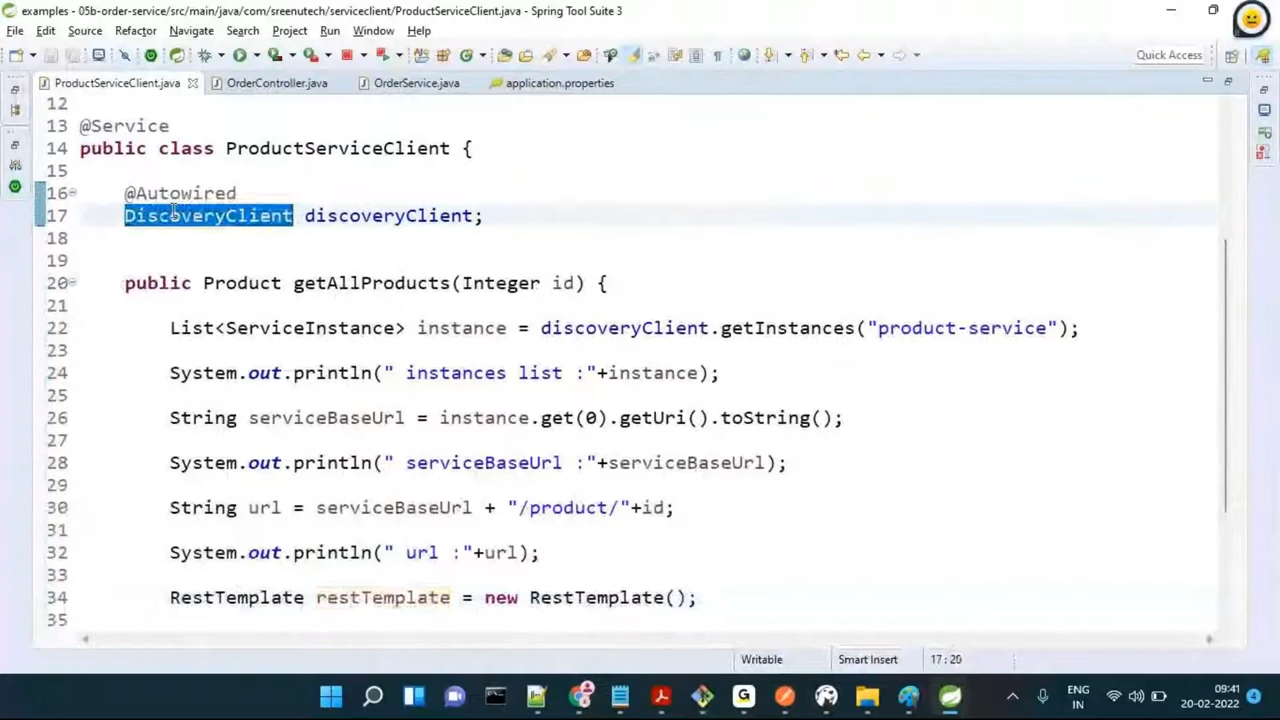 examples - 05b-order-service/src/main/java/com/sreenutech/serviceclient/ProductServiceClient.java - Spring Tool Suite 3
File Edit Source Refactor Navigate Search Project Run Window Help
Quick Access
ProductServiceClient.java OrderController.java OrderService.java application.properties
12
13 @Service
14 public class ProductServiceClient {
15
16 @Autowired
17 DiscoveryClient discoveryClient;
18
19
20 public Product getAllProducts(Integer id) {
21
22 List<ServiceInstance> instance = discoveryClient.getInstances("product-service");
23
24 System.out.println(" instances list :"+instance);
25
26 String serviceBaseUrl = instance.get(0).getUri().toString();
27
28 System.out.println(" serviceBaseUrl :"+serviceBaseUrl);
29
30 String url = serviceBaseUrl + "/product/"+id;
31
32 System.out.println(" url :"+url);
33
34 RestTemplate restTemplate = new RestTemplate();
35
Writable Smart Insert 17:20
ENG
IN
09:41
20-02-2022
4